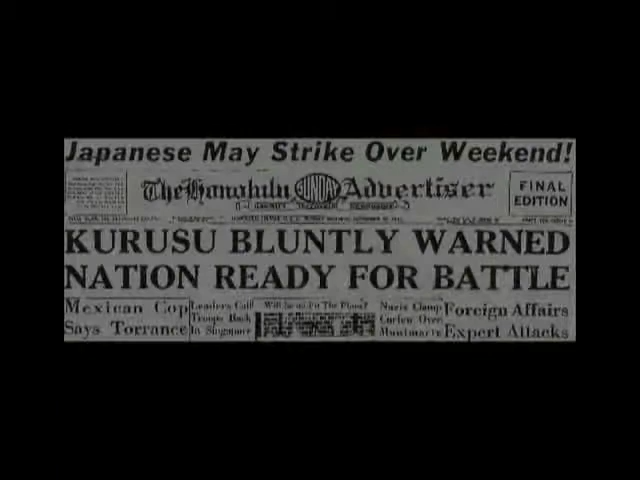 Japanese May Strike Over Weekend!
The Honolulu SUNDAY Advertiser
FINAL
EDITION
KURUSU BLUNTLY WARNED
NATION READY FOR BATTLE
Mexican Cop
Says Torrance
Leaders Call
Troops Back
In Singapore
Nazis Clamp
Curfew Over
Montmartre
Foreign Affairs
Expert Attacks